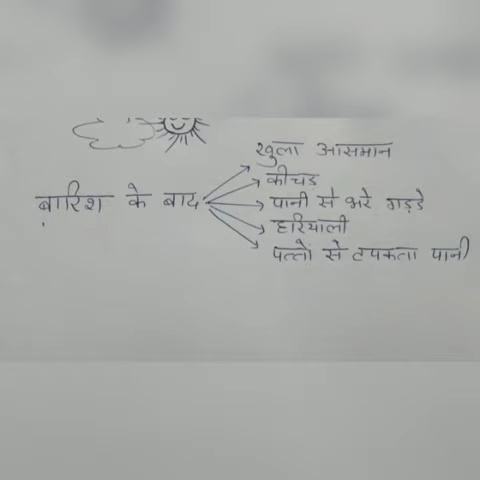 खुला आसमान
कीचड
बारिश के बाद
पानी से भरे गड्डे
हरियाली
पत्तों से टपकता पानी